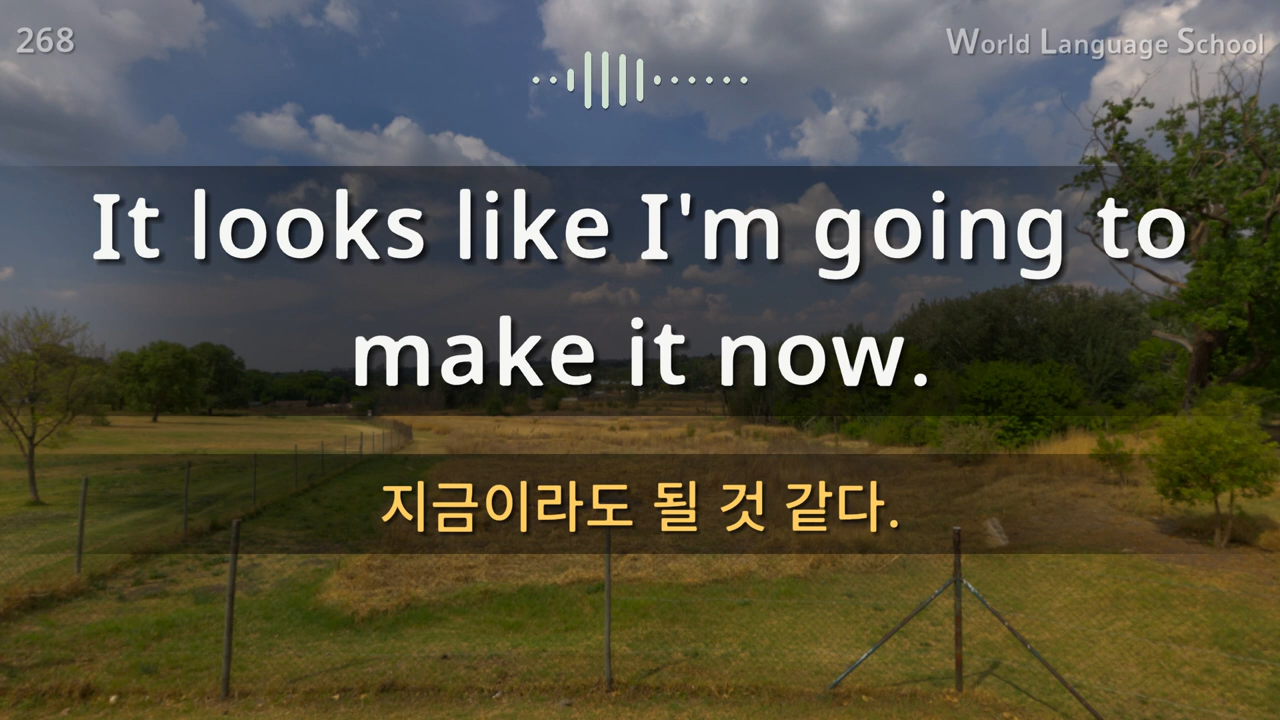 268
World Language School
It looks like I'm going to
make it now.
지금이라도 될 것 같다.